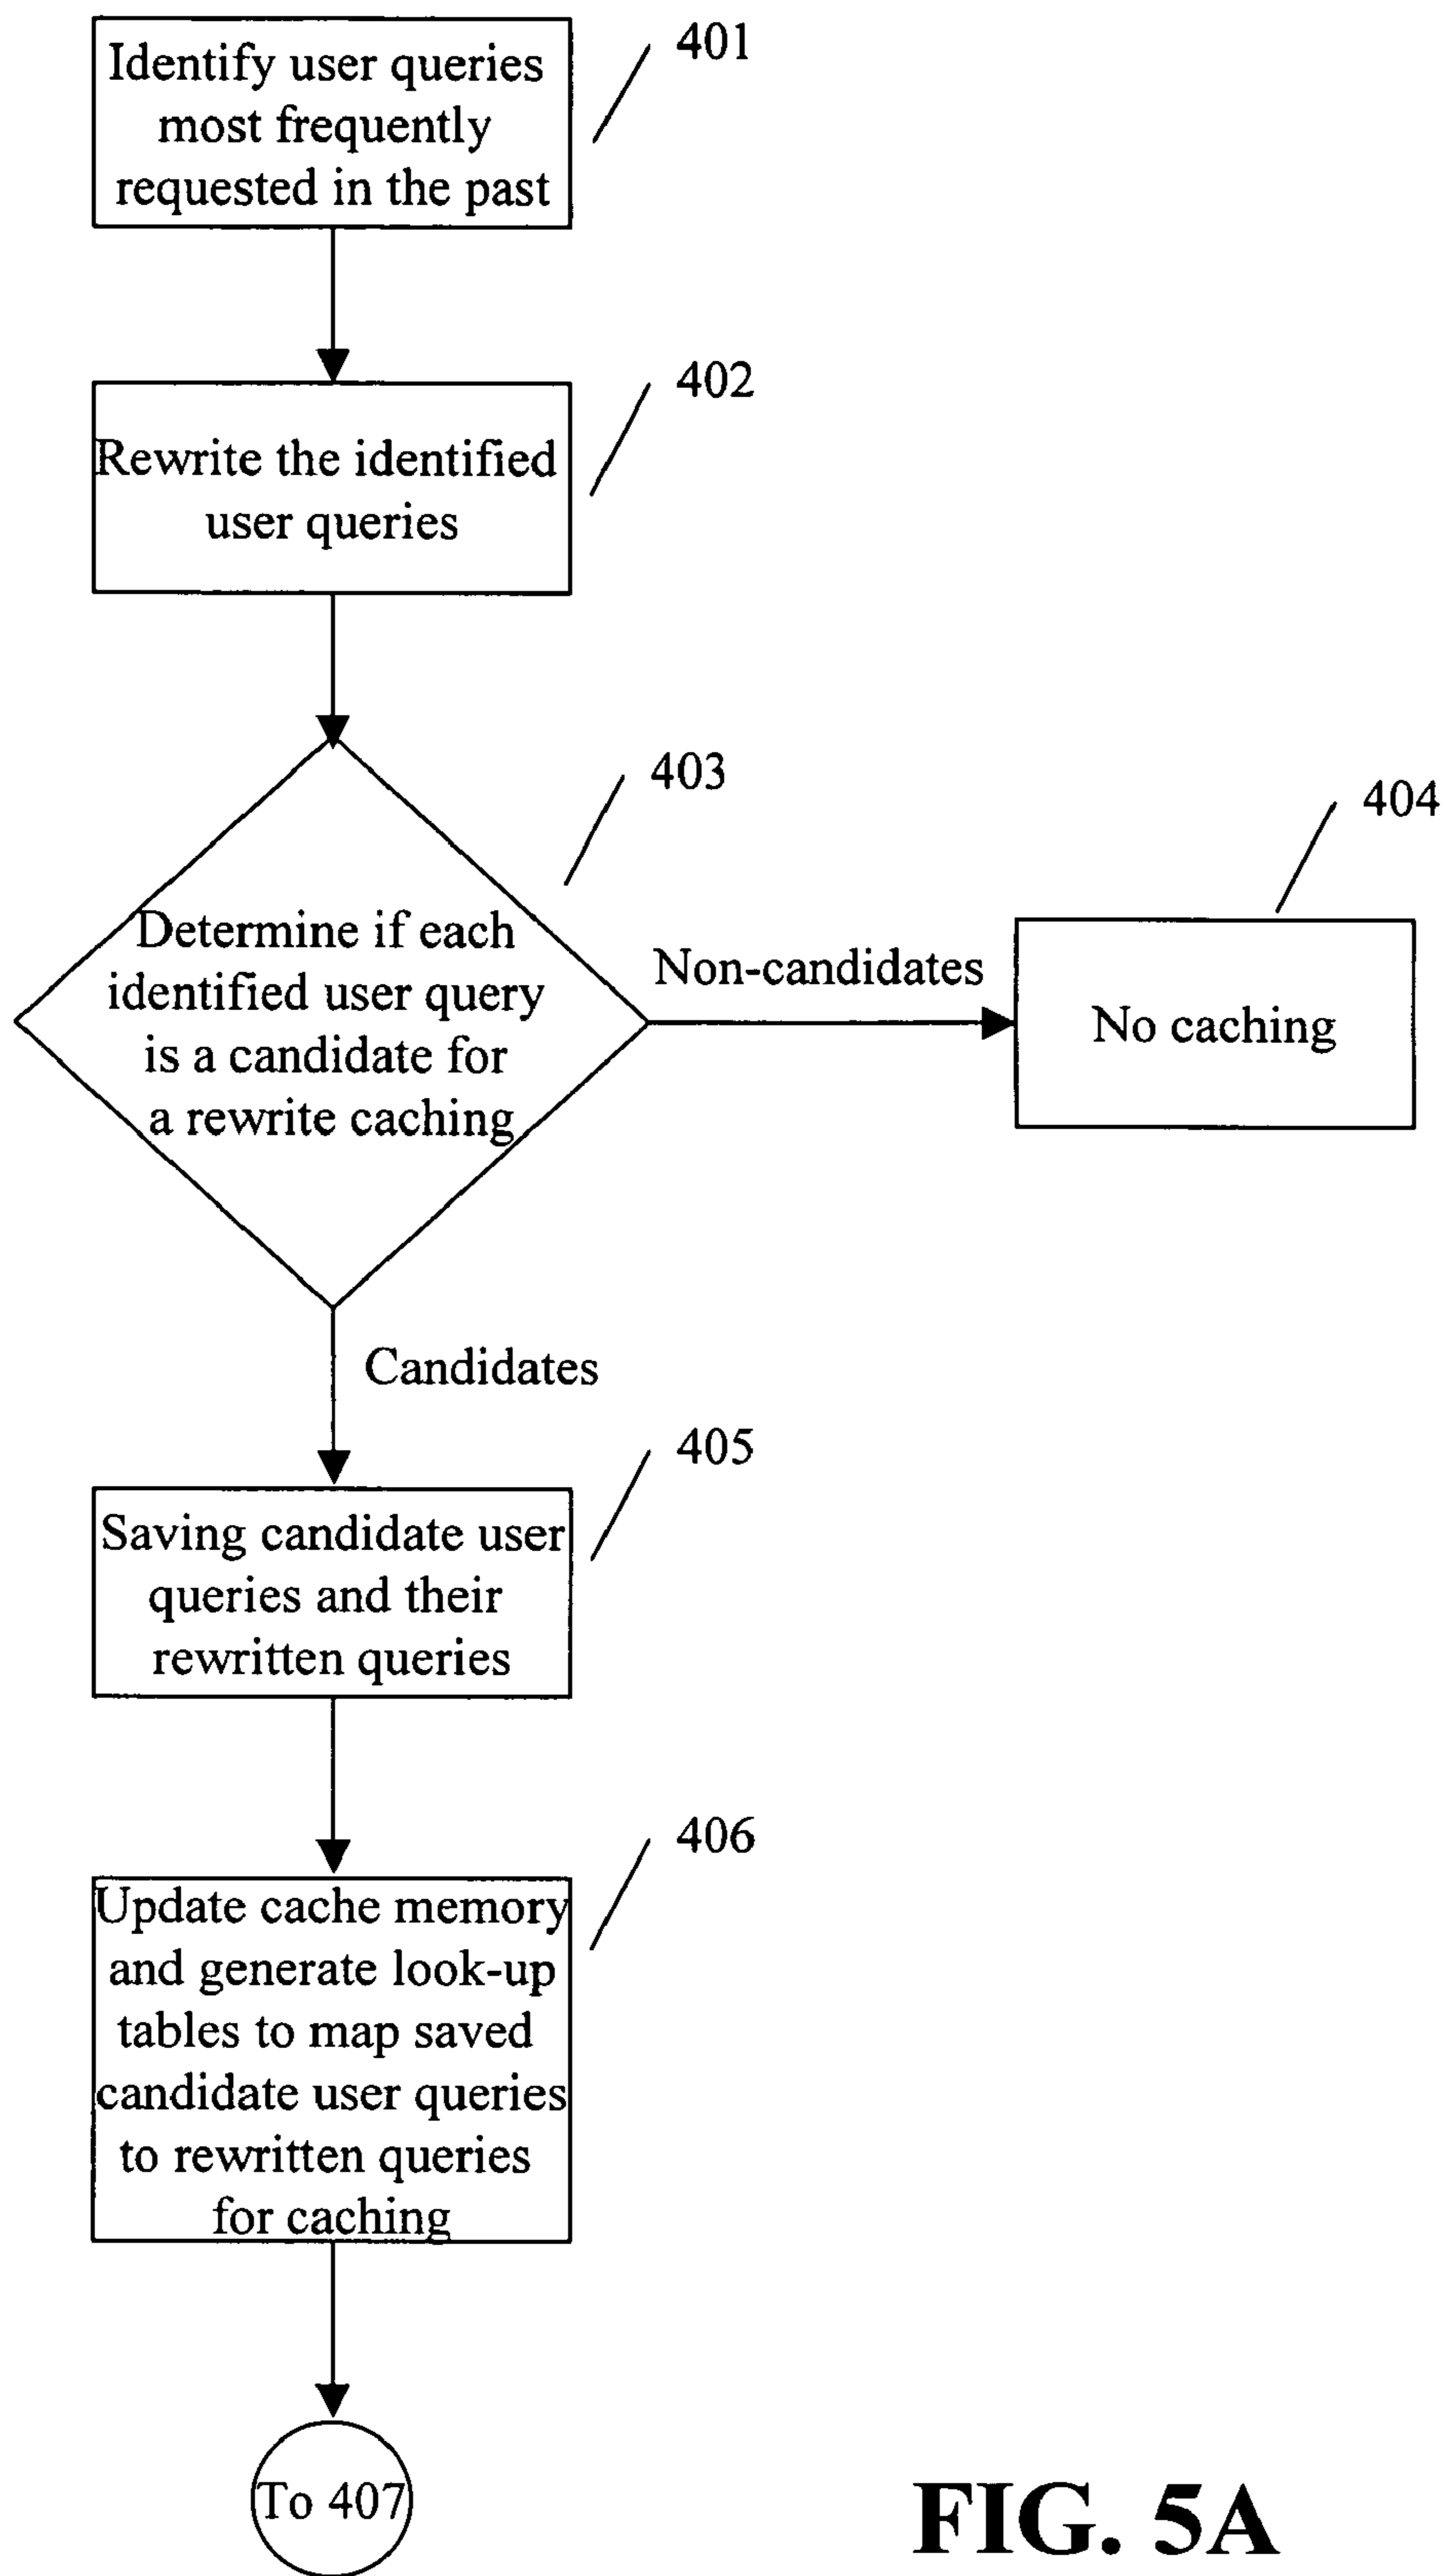 401
Identify user queries
most frequently
requested in the past
402
Rewrite the identified
user queries
403
Determine if each
identified user query
is a candidate for
a rewrite caching
Non-candidates
404
No caching
Candidates
405
Saving candidate user
queries and their
rewritten queries
406
Update cache memory
and generate look-up
tables to map saved
candidate user queries
to rewritten queries
for caching
To 407
FIG. 5A